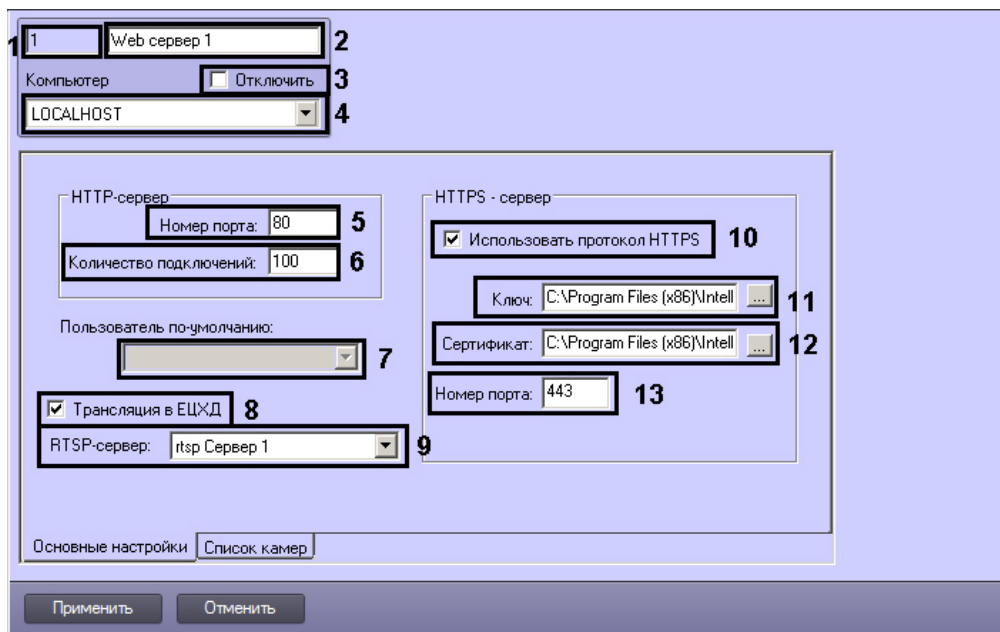 1 1 Web сервер 1 2
Компьютер Отключить 3
LOCALHOST 4
HTTP-сервер
Номер порта: 80 5
Количество подключений: 100 6
Пользователь по-умолчанию:
7
Трансляция в ЕЦХД 8
RTSP-сервер: rtsp Сервер 1 9
HTTPS - сервер
Использовать протокол HTTPS 10
Ключ: C:\Program Files (x86)\Intell ... 11
Сертификат: C:\Program Files (x86)\Intell ... 12
Номер порта: 443 13
Основные настройки Список камер
Применить Отменить